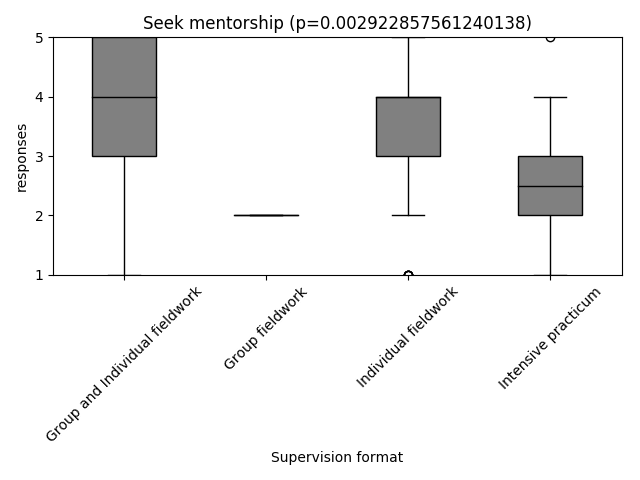 Seek mentorship (p=0.002922857561240138)
responses
5
4
3
2
1
Group and Individual fieldwork
Group fieldwork
Individual fieldwork
Intensive practicum
Supervision format